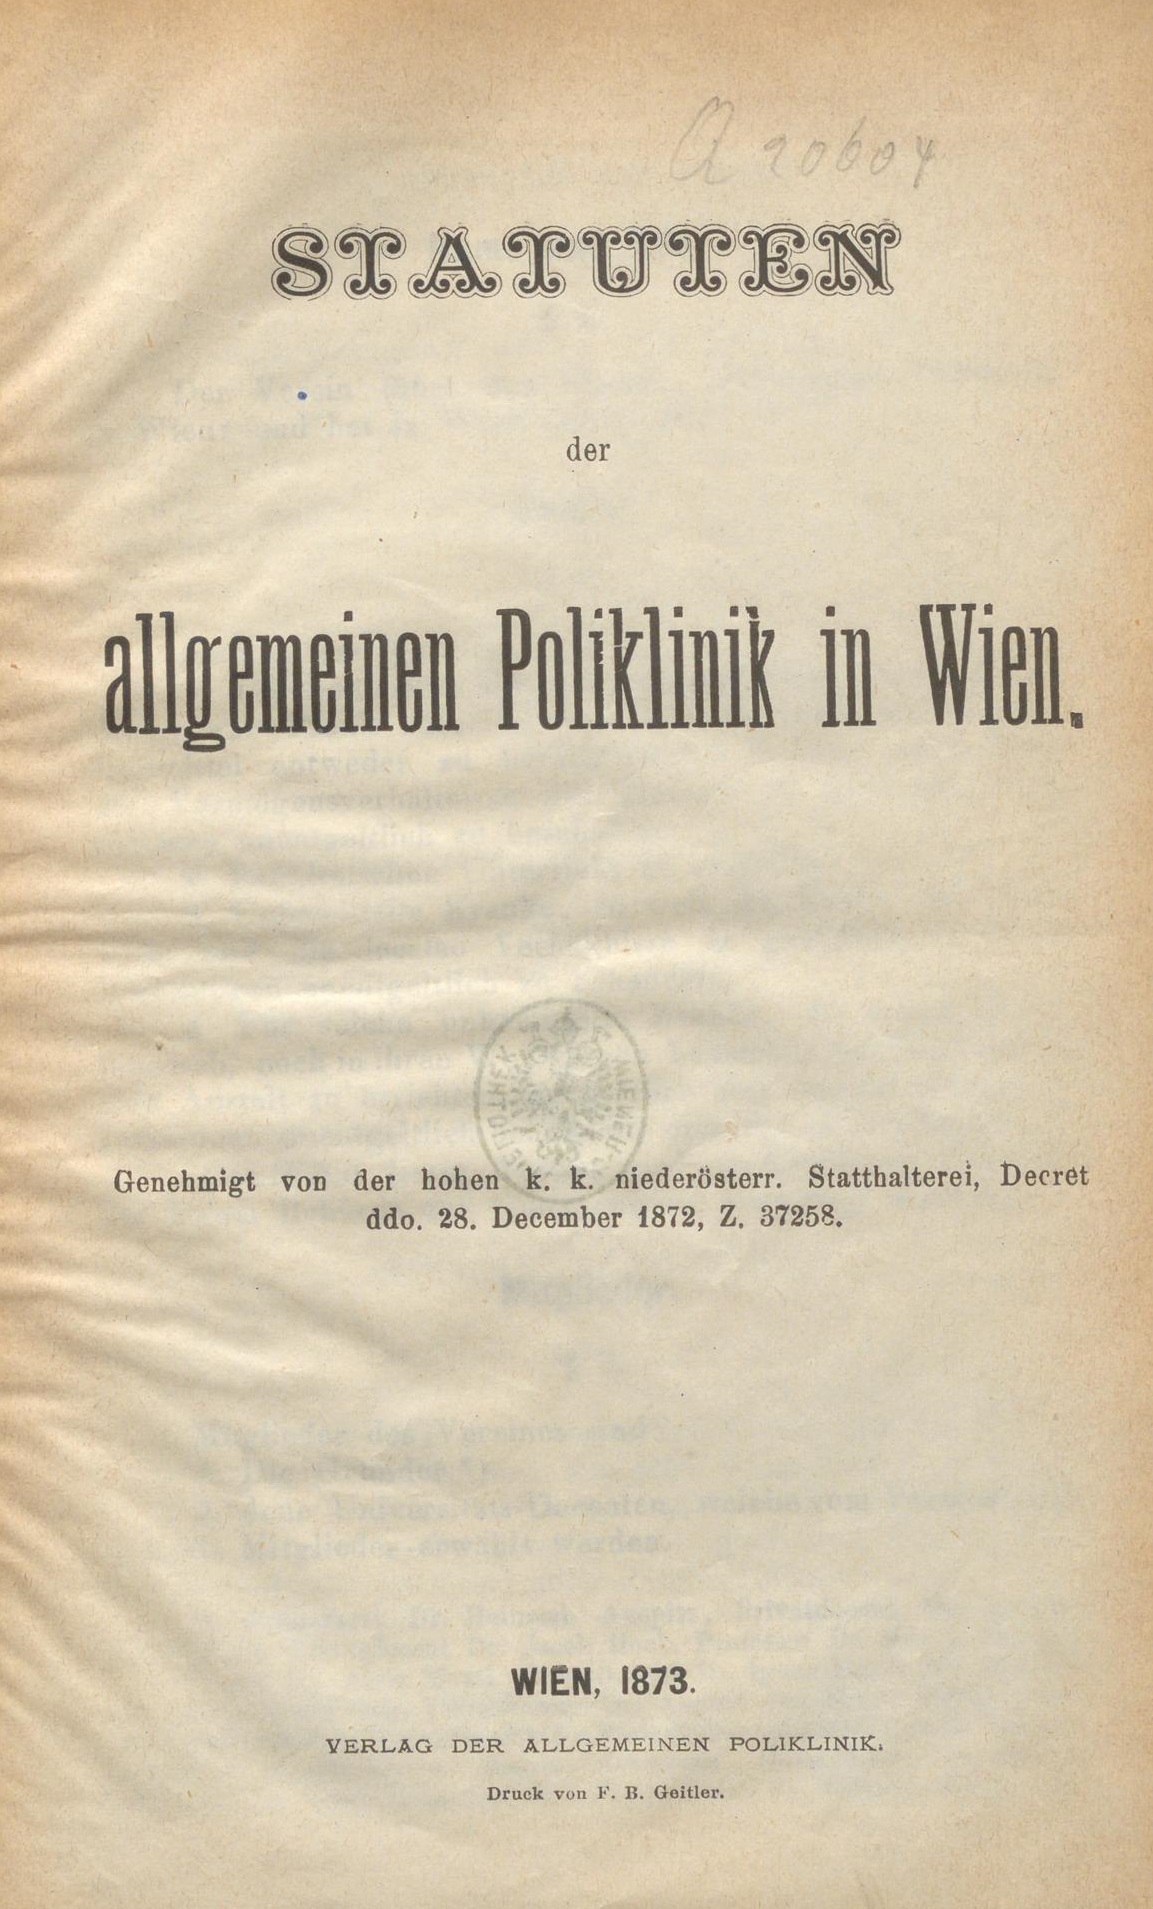 A 20604
STATUTEN
der
allgemeinen Poliklinik in Wien.
Genehmigt von der hohen k. k. niederösterr. Statthalterei, Decret
ddo. 28. December 1872, Z. 37258.
WIEN, 1873.
VERLAG DER ALLGEMEINEN POLIKLINIK.
Druck von F. B. Geitler.